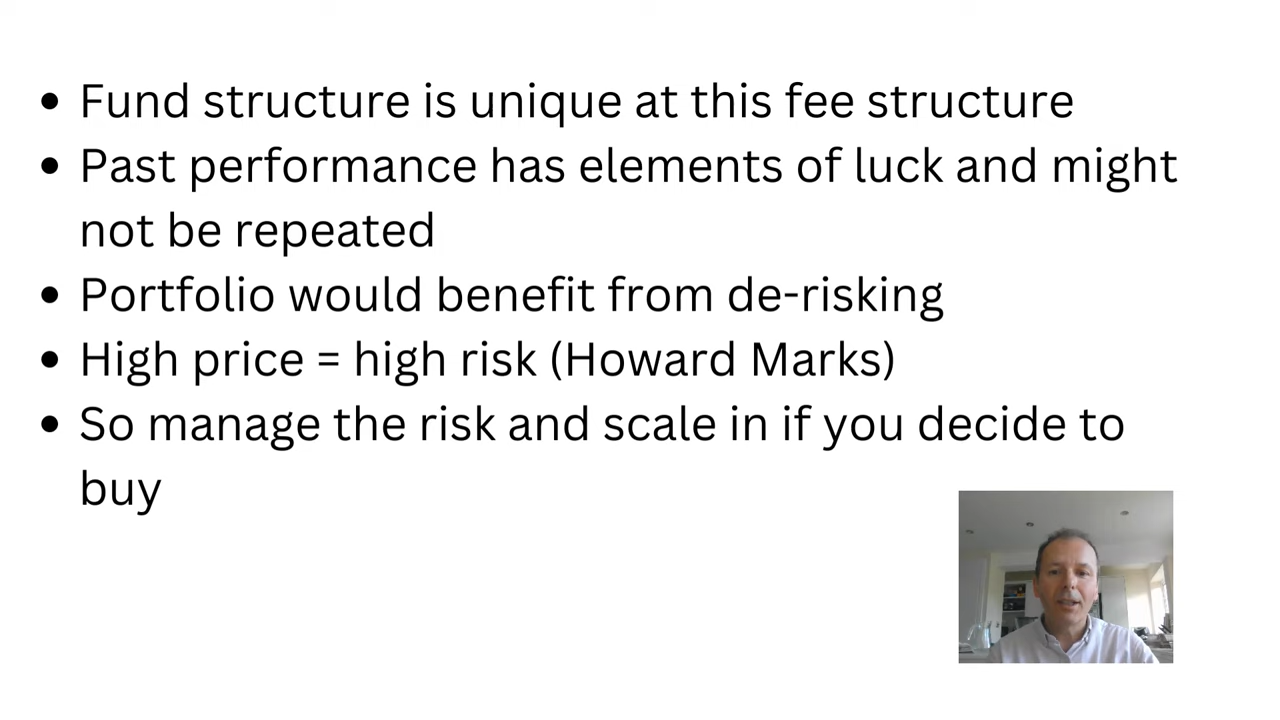 • Fund structure is unique at this fee structure
• Past performance has elements of luck and might
not be repeated
• Portfolio would benefit from de-risking
• High price = high risk (Howard Marks)
• So manage the risk and scale in if you decide to
buy